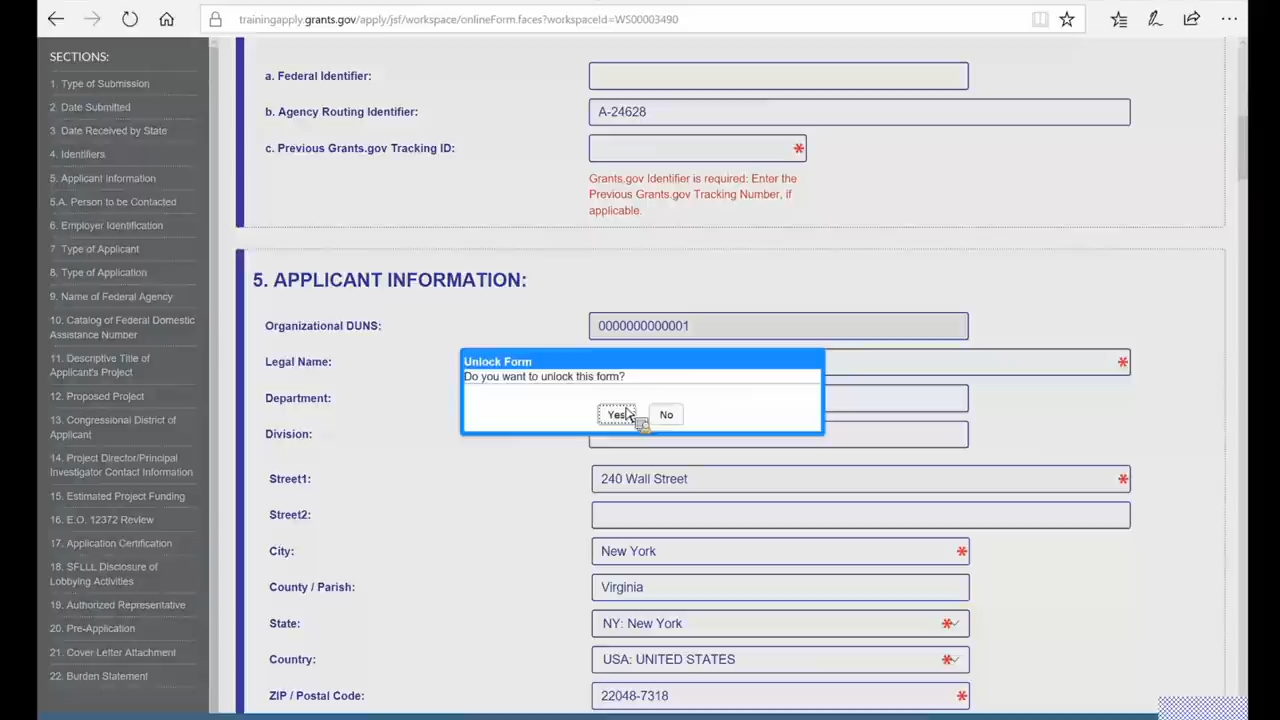 trainingapply.grants.gov/apply/jsf/workspace/onlineForm.faces?workspaceId=WS00003490
SECTIONS:
1. Type of Submission
2 Date Submitted
3 Date Received by State
4. Identifiers
5. Applicant Information
5.A. Person to be Contacted
6. Employer Identification
7 Type of Applicant
8. Type of Application
9. Name of Federal Agency
10. Catalog of Federal Domestic
Assistance Number
11. Descriptive Title of
Applicant's Project
12. Proposed Project
13. Congressional District of
Applicant
14. Project Director/Principal
Investigator Contact Information
15. Estimated Project Funding
16. E.O. 12372 Review
17. Application Certification
18. SFLLL Disclosure of
Lobbying Activities
19. Authorized Representative
20. Pre-Application
21. Cover Letter Attachment
22. Burden Statement
a. Federal Identifier:
b. Agency Routing Identifier: A-24628
c. Previous Grants.gov Tracking ID: *
Grants.gov Identifier is required: Enter the
Previous Grants.gov Tracking Number, if
applicable.
5. APPLICANT INFORMATION:
Organizational DUNS: 0000000000001
Legal Name: *
Department:
Division:
Unlock Form
Do you want to unlock this form?
Yes No
Street1: 240 Wall Street *
Street2:
City: New York *
County / Parish: Virginia
State: NY: New York *
Country: USA: UNITED STATES *
ZIP / Postal Code: 22048-7318 *